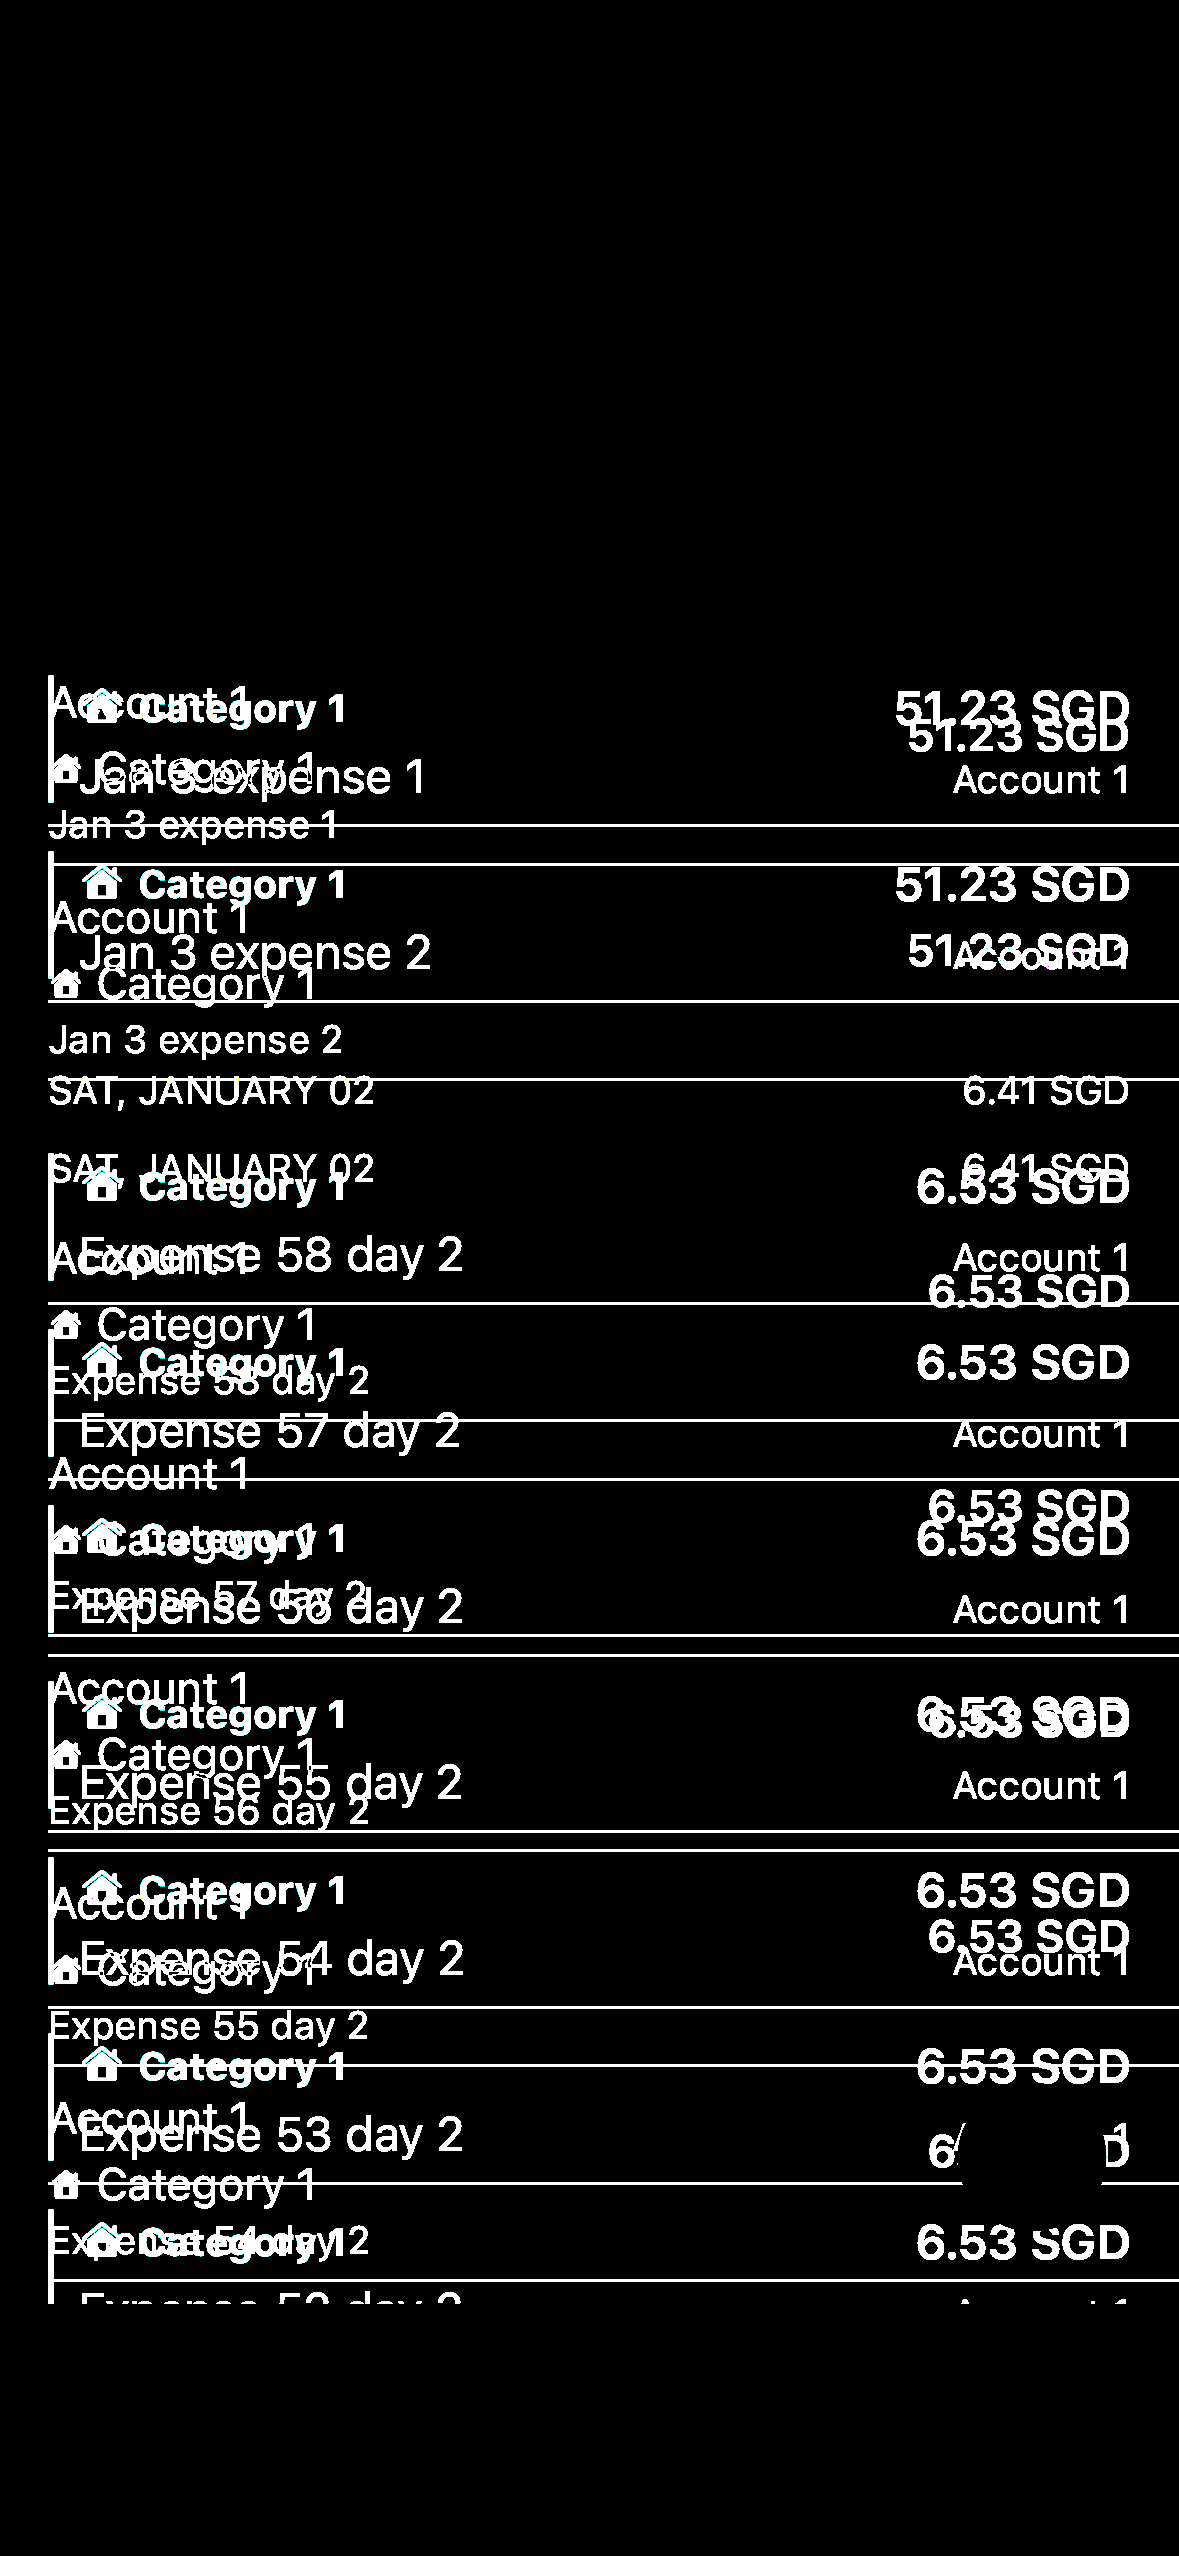 Account 1
Category 1 51.23 SGD
51.23 SGD
Category 1
Jan 3 expense 1 Account 1
Jan 3 expense 1
Category 1 51.23 SGD
Account 1
Jan 3 expense 2 51.23 SGD
Account 1
Category 1
Jan 3 expense 2
SAT, JANUARY 02 6.41 SGD
SAT, JANUARY 02 6.41 SGD
Category 1 6.53 SGD
Expense 58 day 2 Account 1
Account 1
6.53 SGD
Category 1
Category 1 6.53 SGD
Expense 58 day 2
Expense 57 day 2 Account 1
Account 1
6.53 SGD
Category 1 6.53 SGD
Category 1
Expense 57 day 2
Expense 56 day 2 Account 1
Account 1
Category 1 6.53 SGD
6.53 SGD
Category 1
Expense 55 day 2 Account 1
Expense 56 day 2
Category 1 6.53 SGD
Account 1
6.53 SGD
Expense 54 day 2 Account 1
Category 1
Expense 55 day 2
Category 1 6.53 SGD
Account 1
Expense 53 day 2
Category 1
Expense 54 day 2
Category 1 6.53 SGD